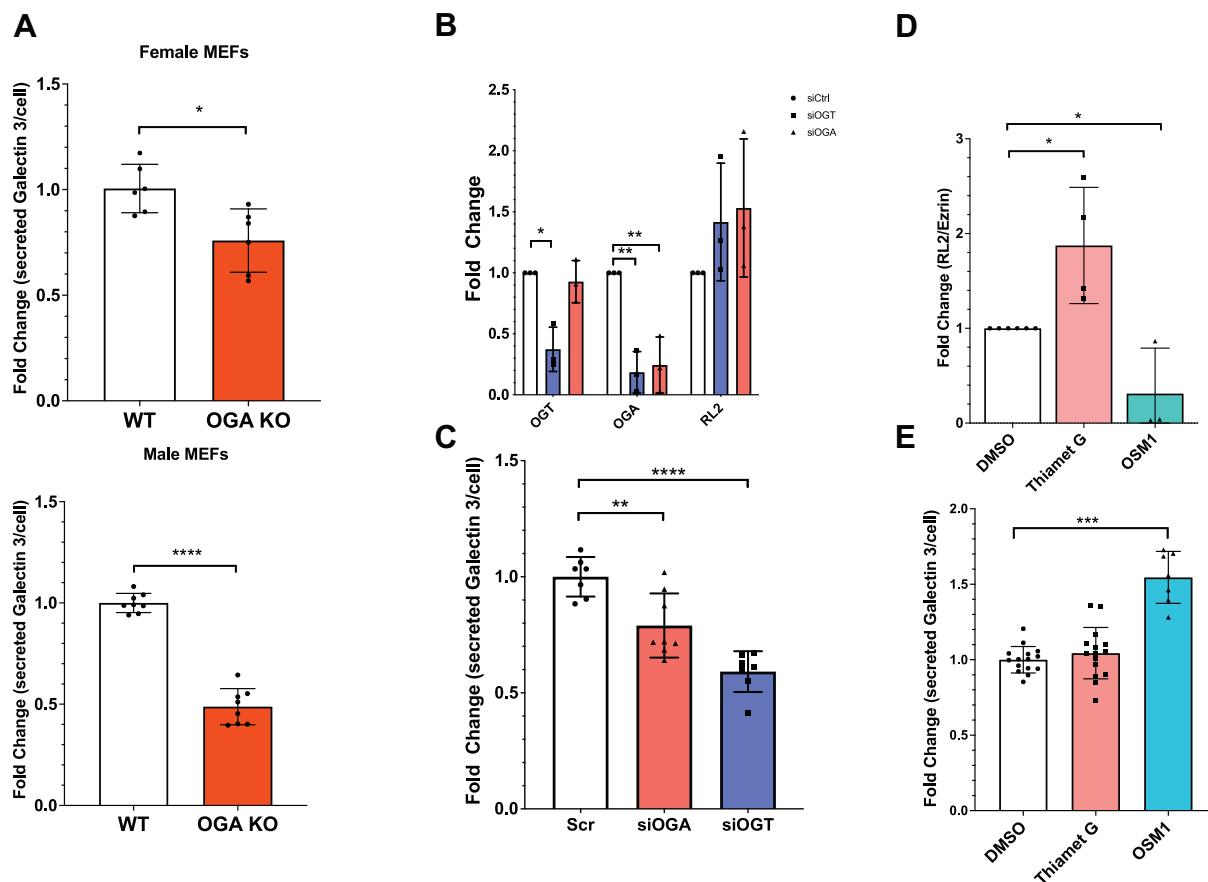 A
Female MEFs
Fold Change (secreted Galectin 3/cell)
1.5
1.0
0.5
0.0
*
WT
OGA KO
Male MEFs
Fold Change (secreted Galectin 3/cell)
1.5
1.0
0.5
0.0
****
WT
OGA KO
B
Fold Change
2.5
2.0
1.5
1.0
0.5
0.0
*
**
**
siCtrl
siOGT
siOGA
OGT
OGA
RL2
C
Fold Change (secreted Galectin 3/cell)
1.5
1.0
0.5
0.0
****
**
Scr
siOGA
siOGT
D
Fold Change (RL2/Ezrin)
3
2
1
0
*
*
DMSO
Thiamet G
OSM1
E
Fold Change (secreted Galectin 3/cell)
2.0
1.5
1.0
0.5
0.0
***
DMSO
Thiamet G
OSM1